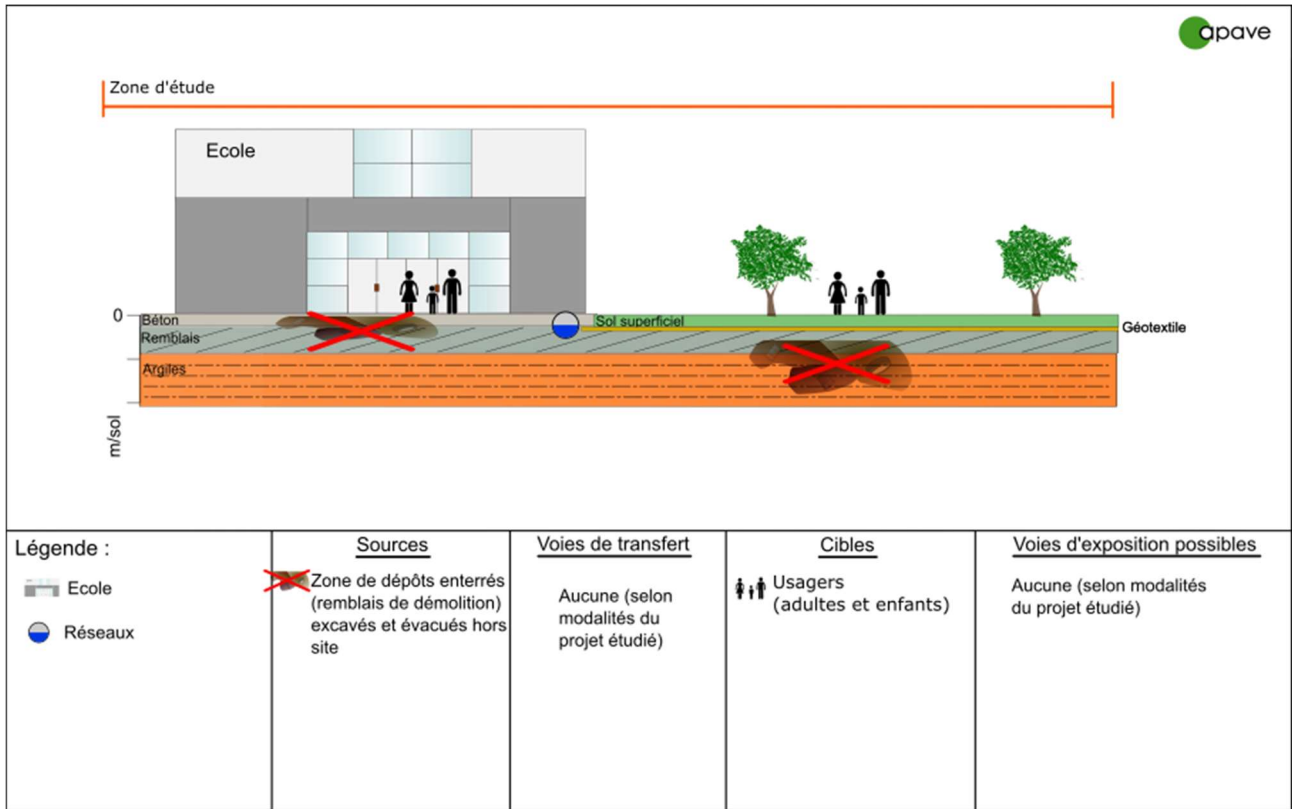 apave
Zone d'étude
Ecole
0
Béton
Sol superficiel
Géotextile
Remblais
Argiles
m/sol
Légende :
Ecole
Réseaux
Sources
Zone de dépôts enterrés
(remblais de démolition)
excavés et évacués hors
site
Voies de transfert
Aucune (selon
modalités du
projet étudié)
Cibles
Usagers
(adultes et enfants)
Voies d'exposition possibles
Aucune (selon modalités
du projet étudié)